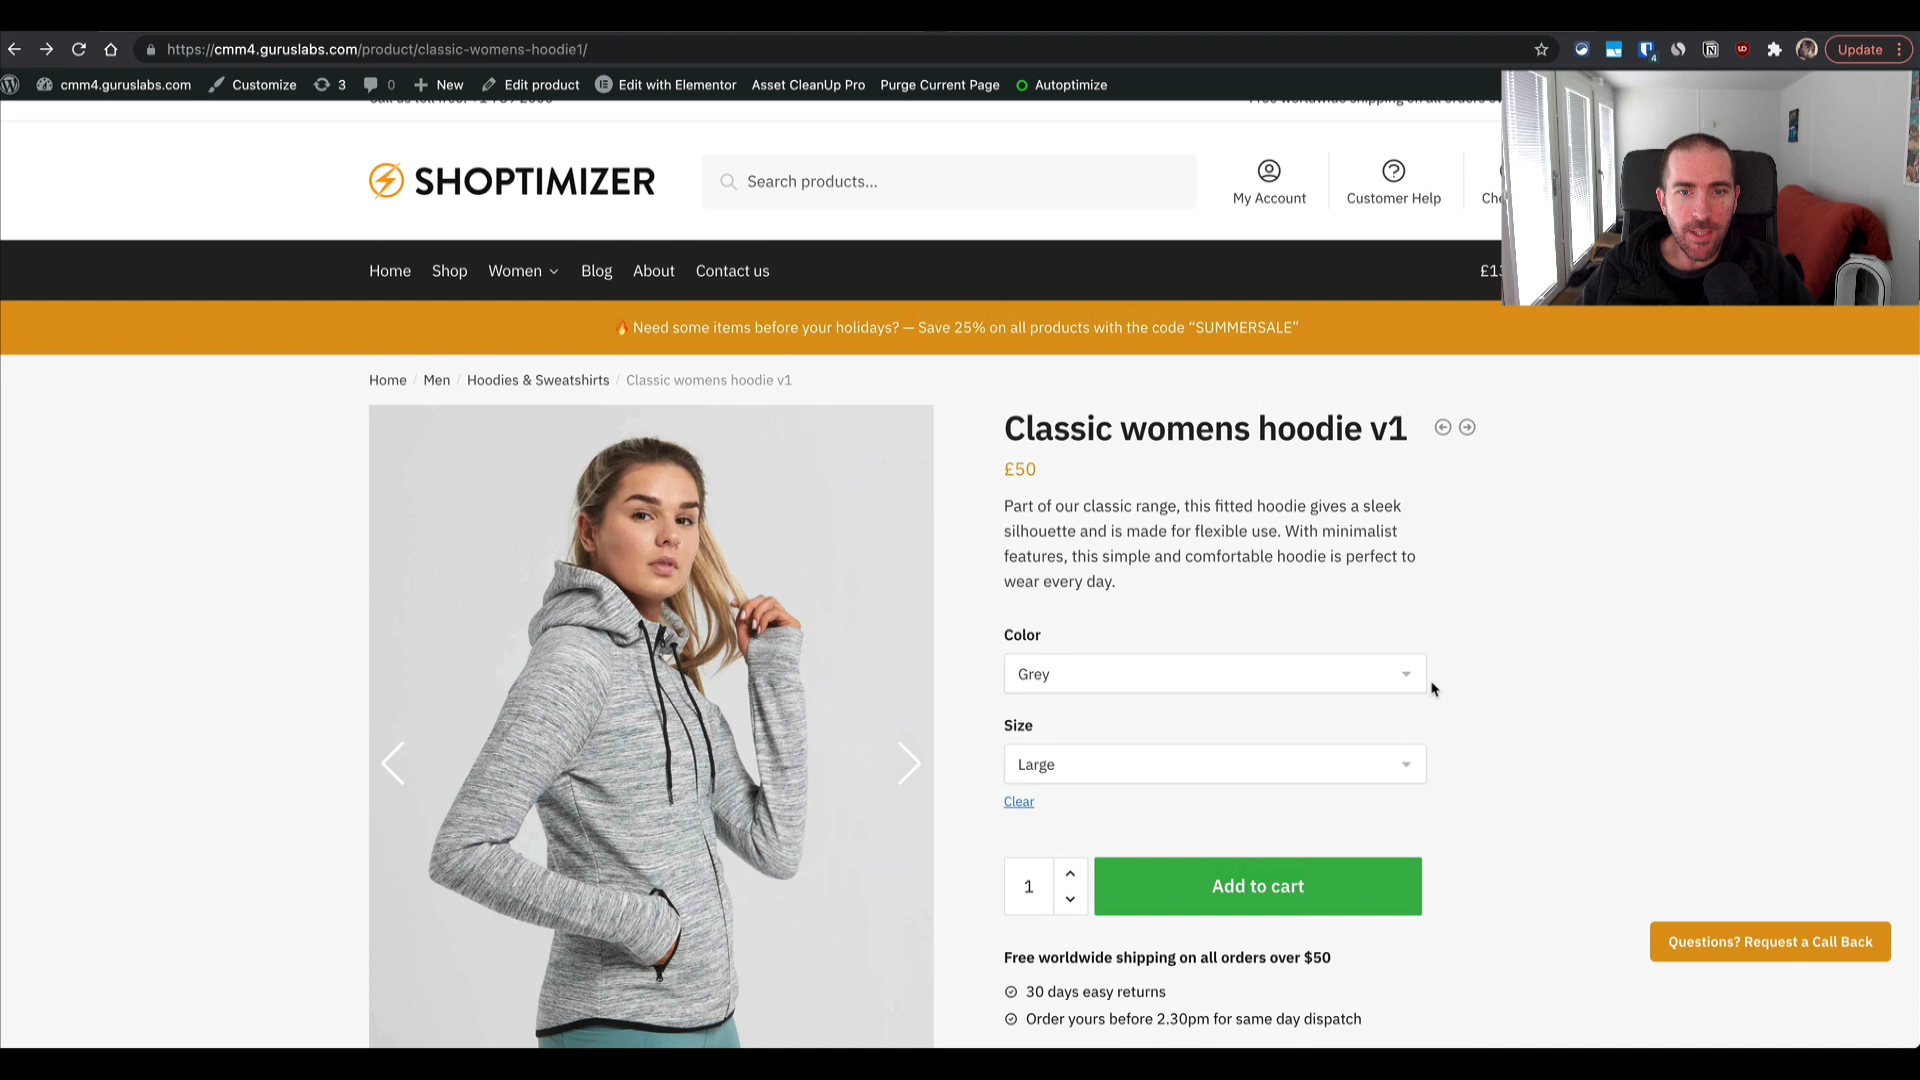 https://cmm4.guruslabs.com/product/classic-womens-hoodie1/
4
UD
Update
cmm4.guruslabs.com
Customize
3
0
New
Edit product
Edit with Elementor
Asset CleanUp Pro
Purge Current Page
Autoptimize
SHOPTIMIZER
Search products...
My Account
Customer Help
Home
Shop
Women
Blog
About
Contact us
Need some items before your holidays? — Save 25% on all products with the code “SUMMERSALE”
Home / Men / Hoodies & Sweatshirts / Classic womens hoodie v1
Classic womens hoodie v1
£50
Part of our classic range, this fitted hoodie gives a sleek
silhouette and is made for flexible use. With minimalist
features, this simple and comfortable hoodie is perfect to
wear every day.
Color
Grey
Size
Large
Clear
1
Add to cart
Free worldwide shipping on all orders over $50
30 days easy returns
Order yours before 2.30pm for same day dispatch
Questions? Request a Call Back